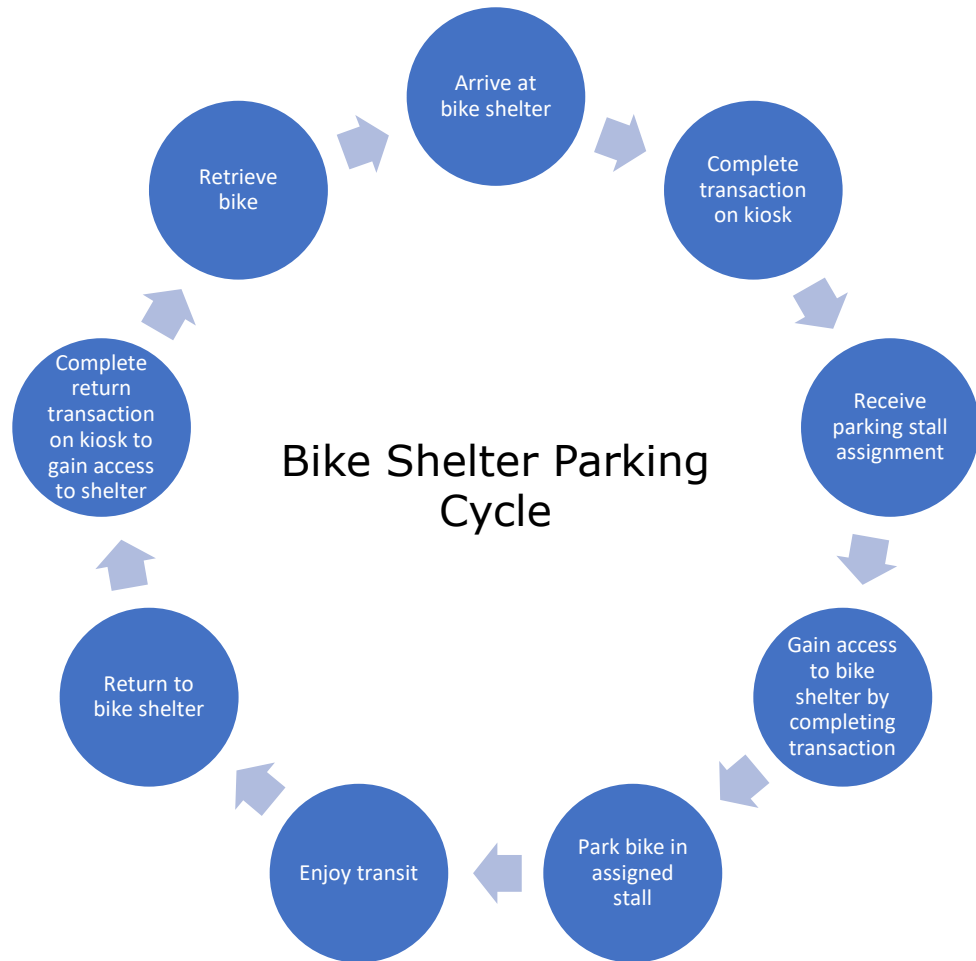 Arrive at
bike shelter
Complete
transaction
on kiosk
Receive
parking stall
assignment
Gain access
to bike
shelter by
completing
transaction
Park bike in
assigned
stall
Enjoy transit
Return to
bike shelter
Complete
return
transaction
on kiosk to
gain access
to shelter
Retrieve
bike
Bike Shelter Parking
Cycle